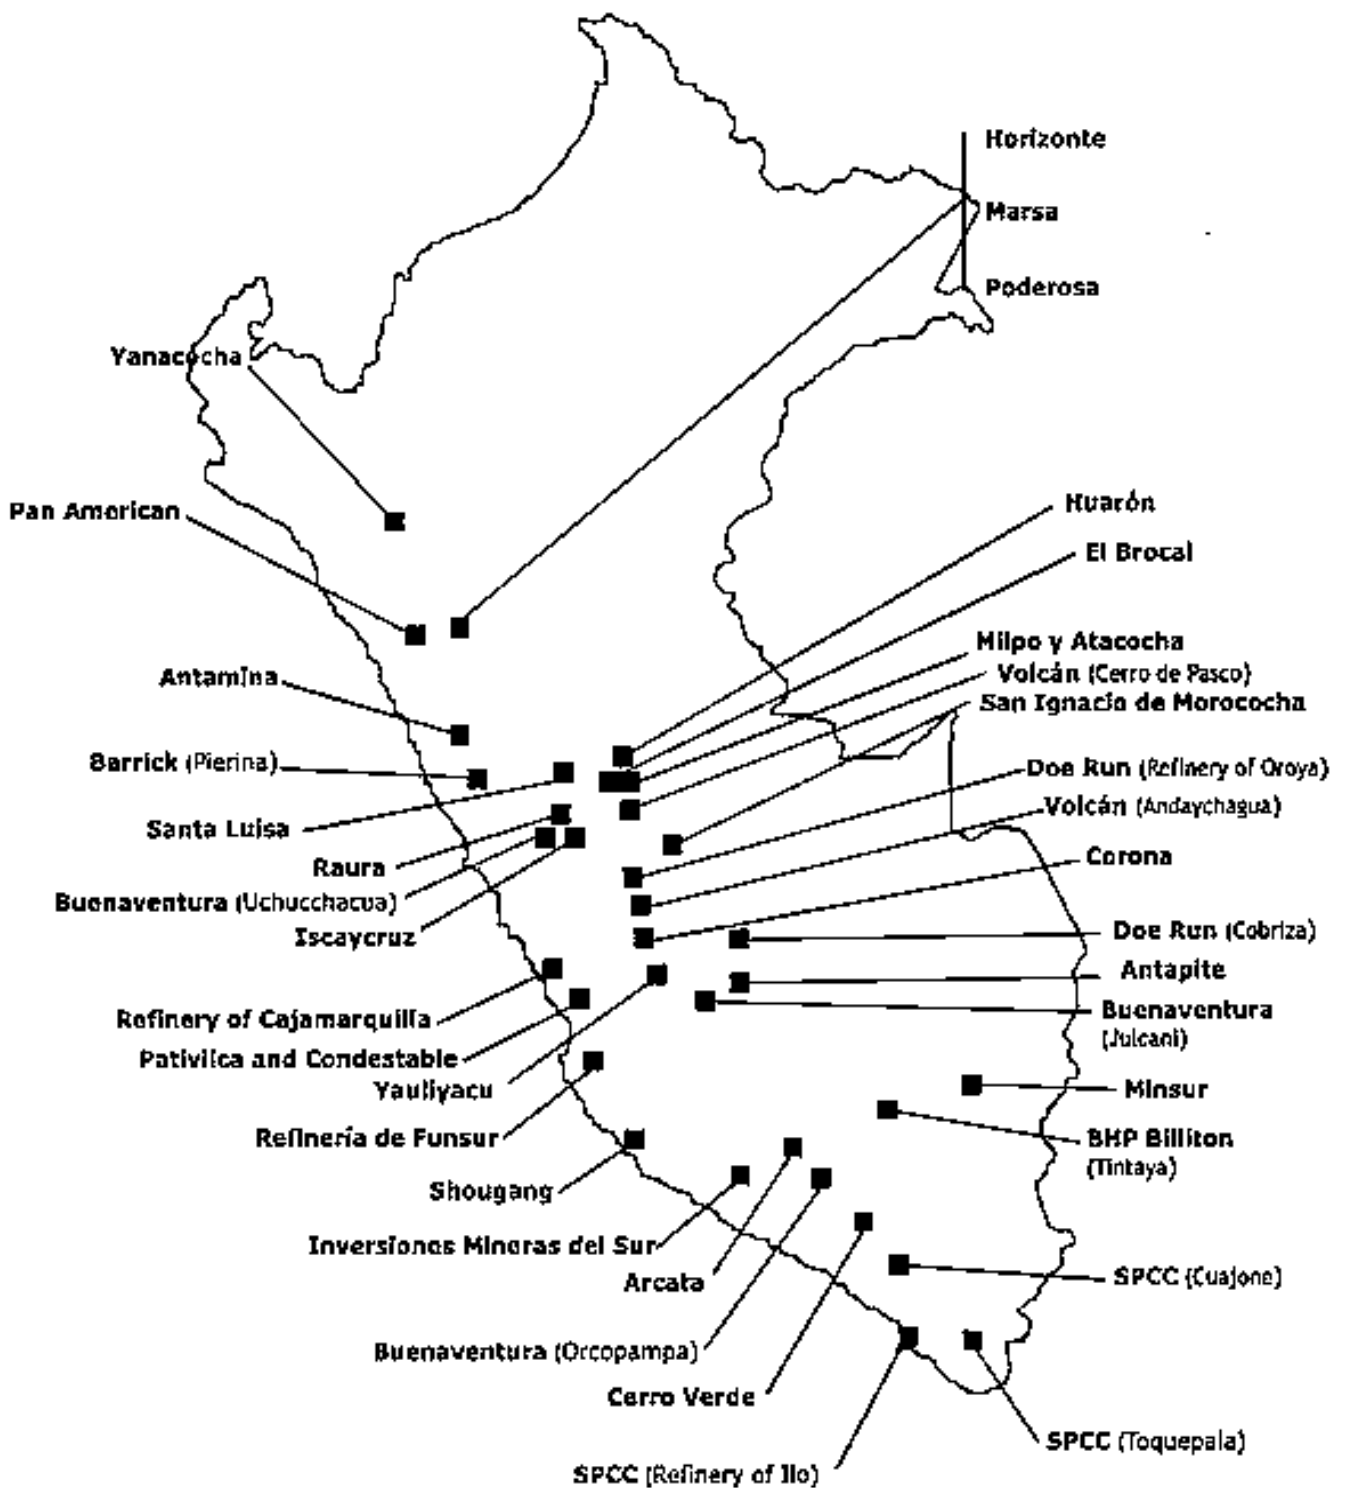 Horizonte
Marsa
Poderosa
Yanacocha
Pan American
Huarón
El Brocal
Milpo y Atacocha
Volcán (Cerro de Pasco)
San Ignacio de Morococha
Antamina
Barrick (Pierina)
Doe Run (Refinery of Oroya)
Volcán (Andaychagua)
Santa Luisa
Corona
Raura
Buenaventura (Uchucchacua)
Iscaycruz
Doe Run (Cobriza)
Antapite
Buenaventura
(Julcani)
Refinery of Cajamarquilla
Pativilca and Condestable
Yauliyacu
Minsur
Refinería de Funsur
BHP Billiton
(Tintaya)
Shougang
Inversiones Mineras del Sur
Arcata
SPCC (Cuajone)
Buenaventura (Orcopampa)
Cerro Verde
SPCC (Toquepala)
SPCC (Refinery of Ilo)